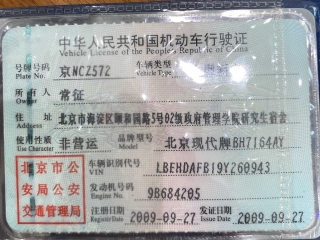 中华人民共和国机动车行驶证
Vehicle License of the People's Republic of China
号牌号码 京NCZ572 车辆类型
Plate No. Vehicle Type
所有人 常征
Owner
住址 北京市海淀区颐和园路5号02级政府管理学院研究生宿舍
Address
使用性质 非营运 品牌型号 北京现代牌BH7164AY
Use Character Model
北京市公安局公安交通管理局
车辆识别代号 LBEHDAFB19Y260943
VIN
发动机号码 9B684205
Engine No.
注册日期 2009-09-27 发证日期 2009-09-27
Register Date Issue Date